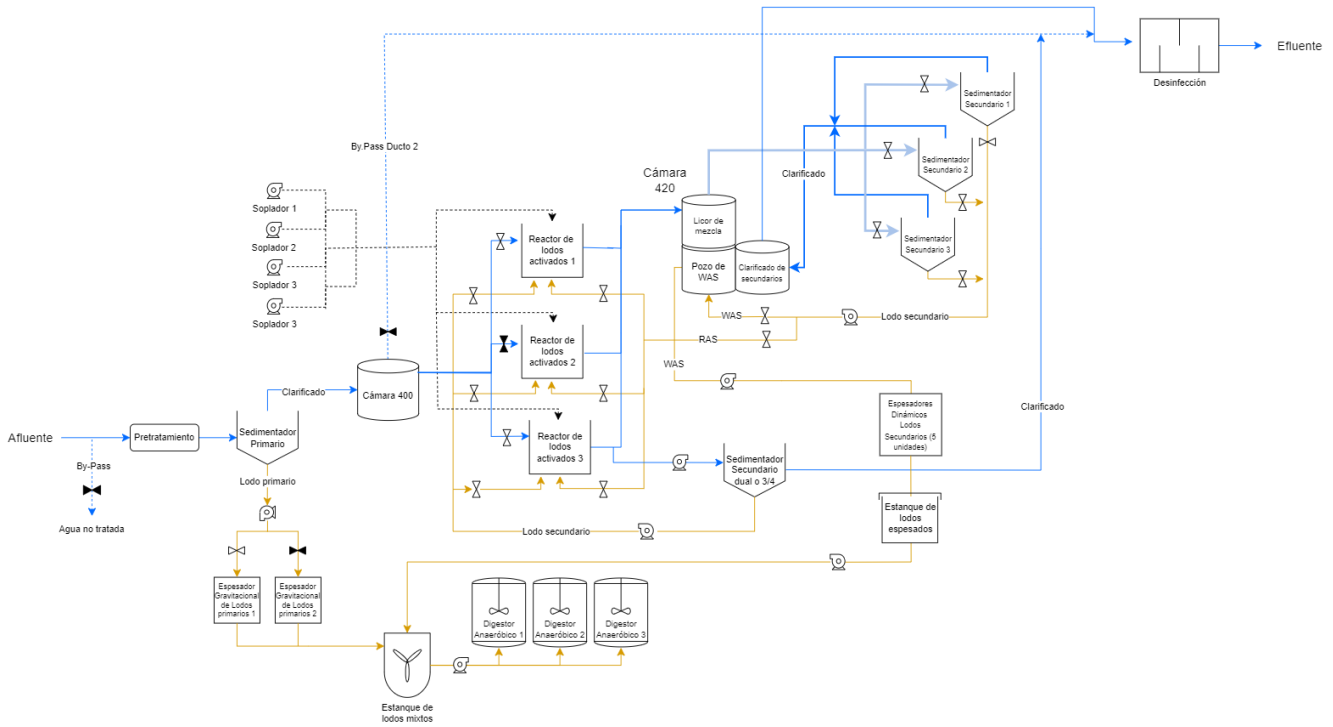 Efluente
Desinfección
Sedimentador
Secundario 1
By.Pass Ducto 2
Sedimentador
Secundario 2
Clarificado
Cámara
420
Soplador 1
Licor de
mezcla
Soplador 2
Reactor de
lodos
activados 1
Sedimentador
Secundario 3
Pozo de
WAS
Clarificado de
secundarios
Soplador 3
Soplador 3
WAS
Lodo secundario
RAS
Reactor de
lodos
activados 2
WAS
Clarificado
Cámara 400
Clarificado
Espesadores
Dinámicos
Lodos
Secundarios (5
unidades)
Afluente
Pretratamiento
Sedimentador
Primario
Reactor de
lodos
activados 3
By-Pass
Sedimentador
Secundario
dual o 3/4
Lodo primario
Estanque de
lodos
espesados
Agua no tratada
Lodo secundario
Espesador
Gravitacional
de Lodos
primarios 1
Espesador
Gravitacional
de Lodos
primarios 2
Digestor
Anaeróbico 1
Digestor
Anaeróbico 2
Digestor
Anaeróbico 3
Estanque de
lodos mixtos